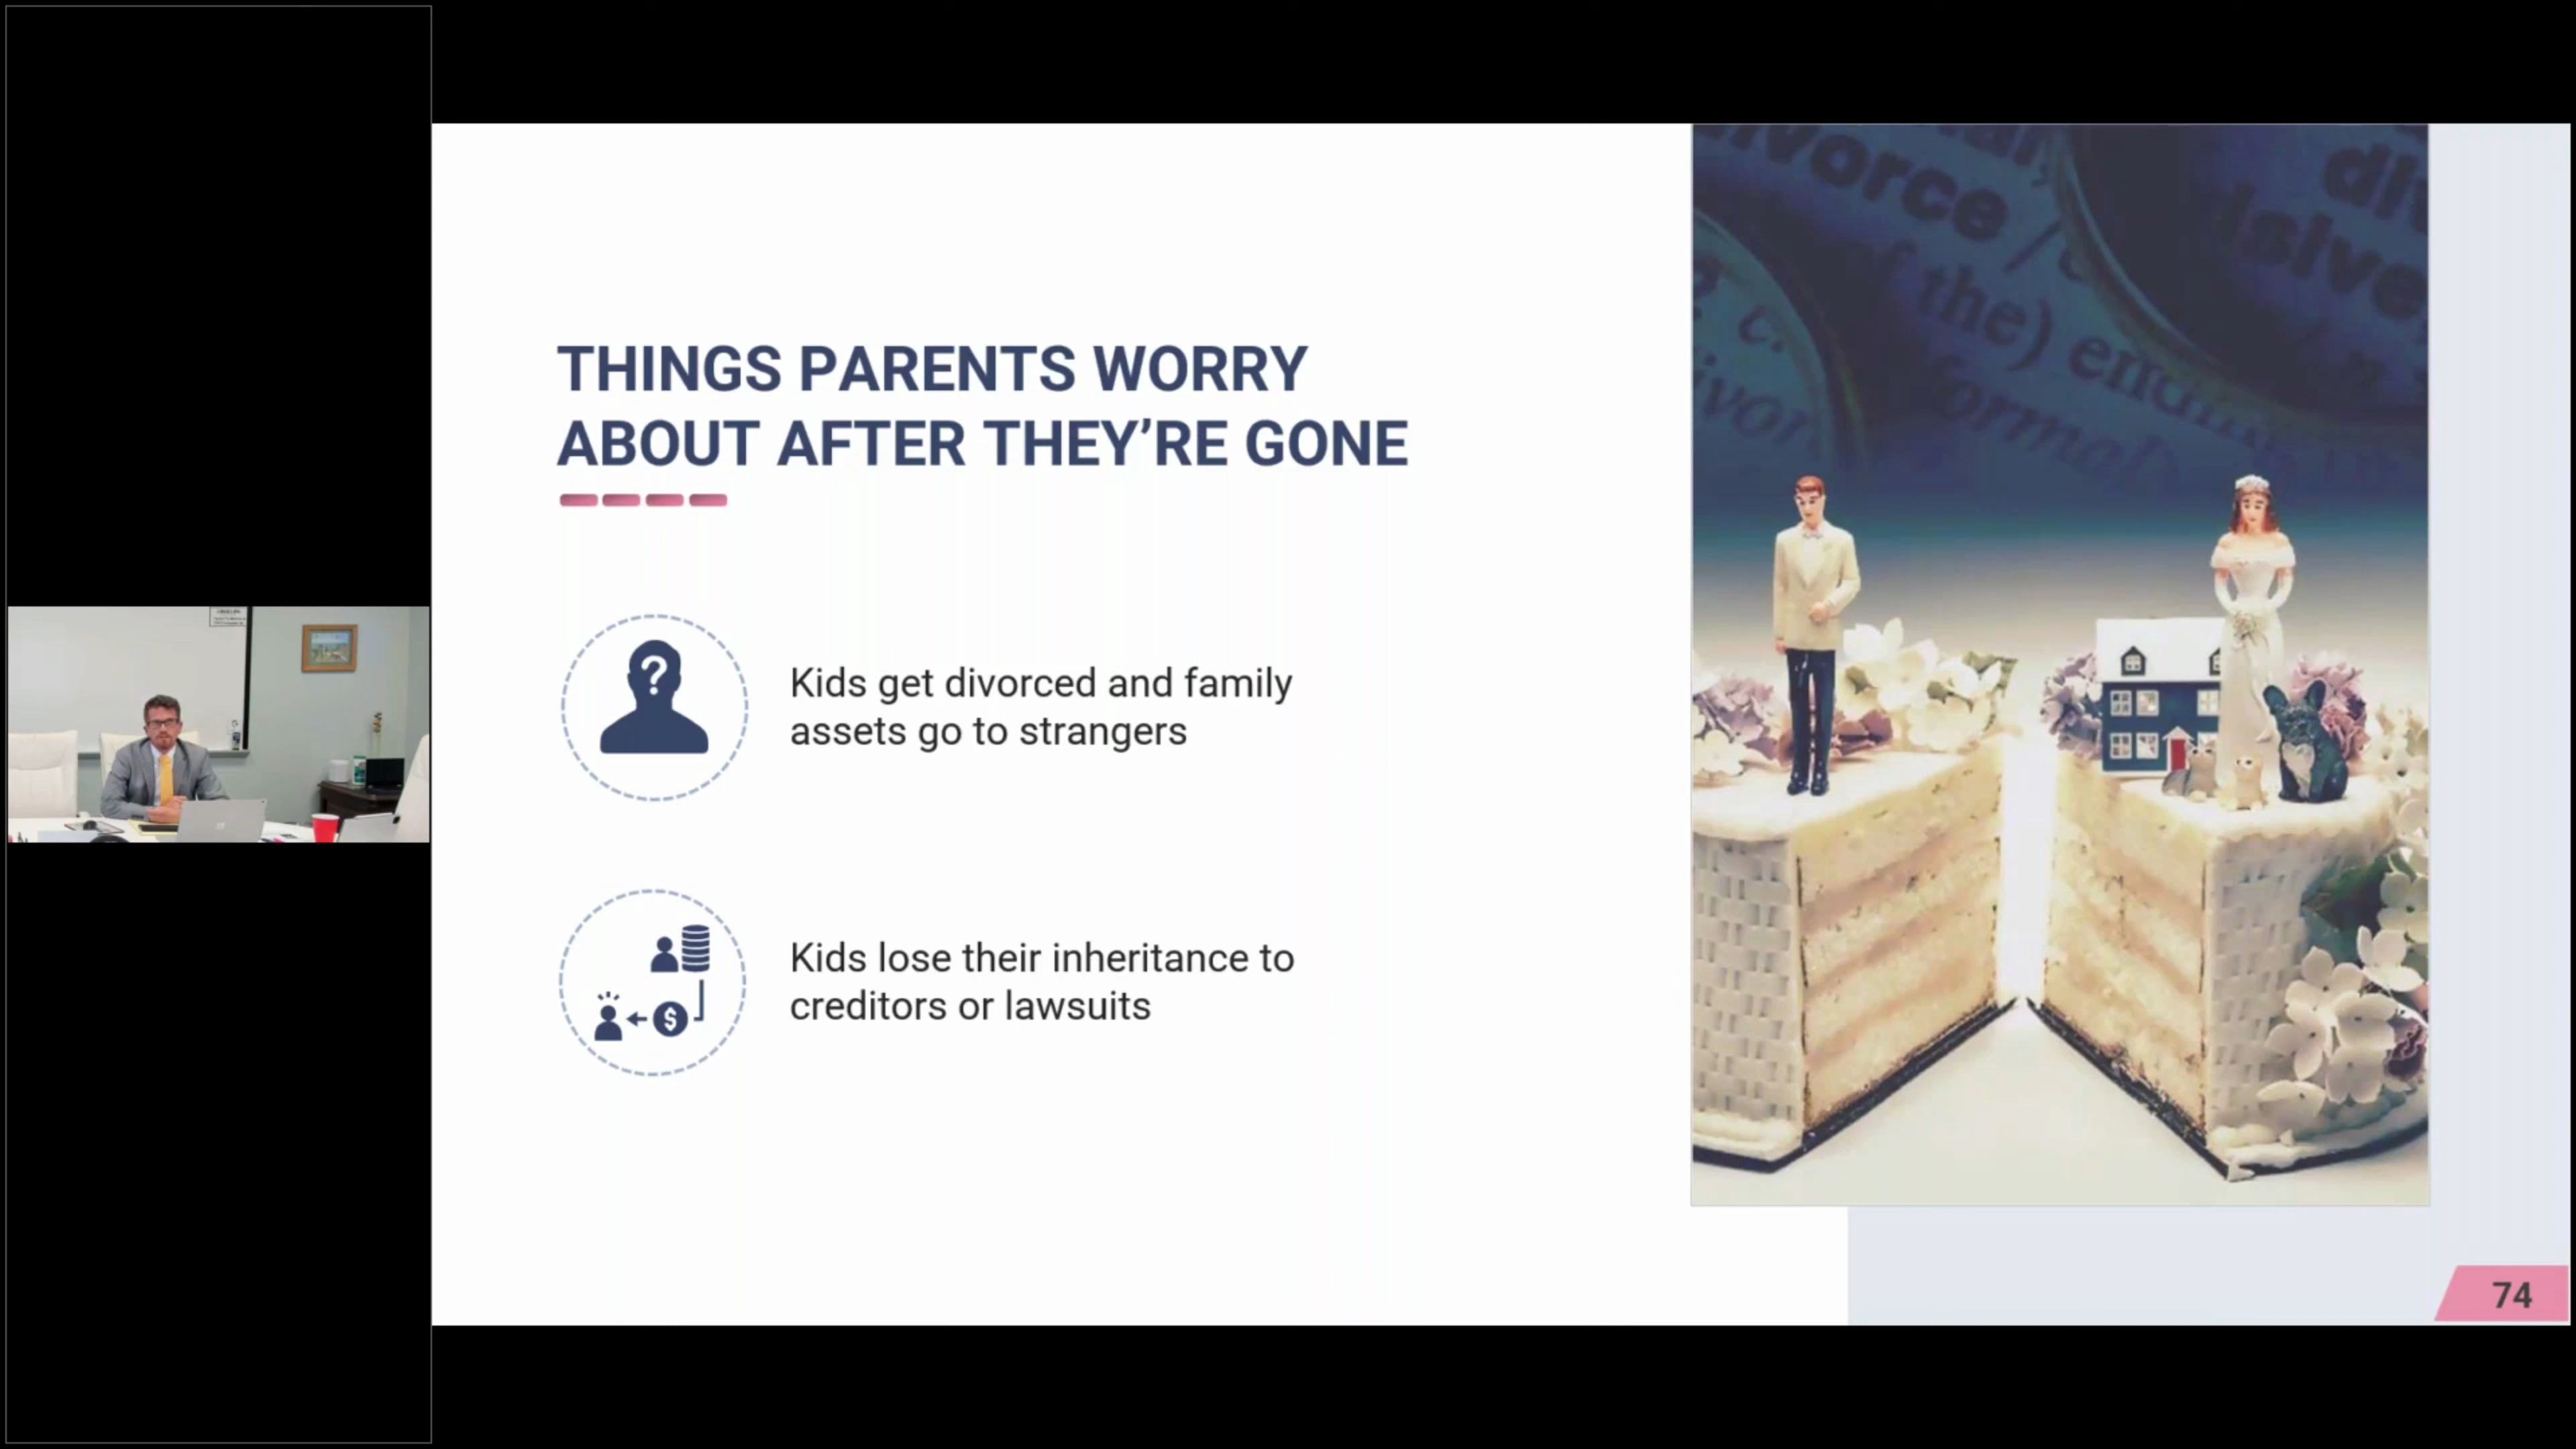 THINGS PARENTS WORRY
ABOUT AFTER THEY'RE GONE
Kids get divorced and family
assets go to strangers
Kids lose their inheritance to
creditors or lawsuits
74